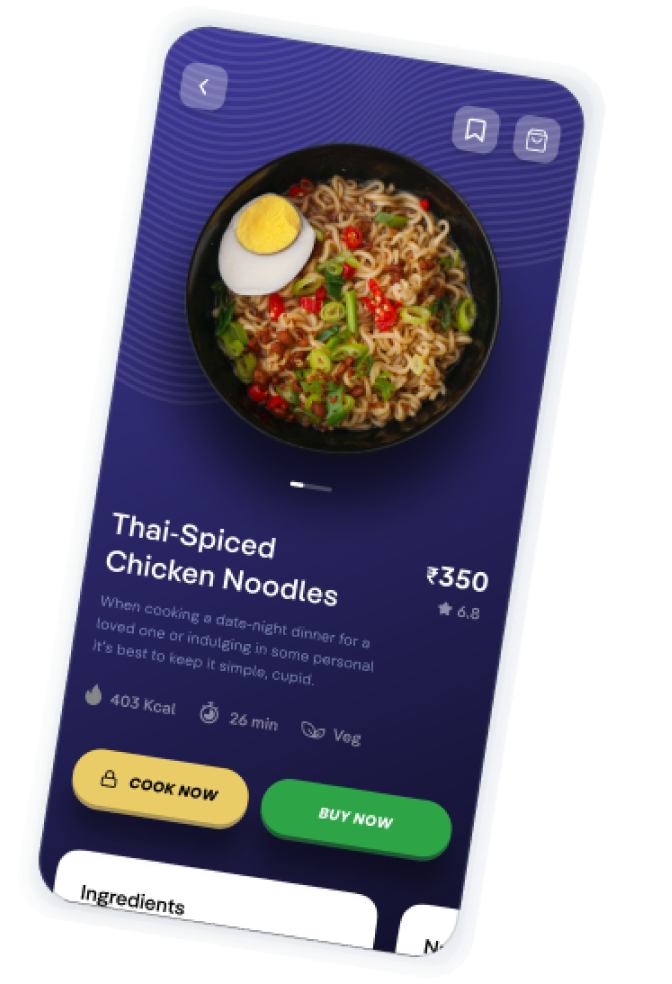 Thai-Spiced
Chicken Noodles
₹350
6.8
When cooking a date-night dinner for a
loved one or indulging in some personal
it's best to keep it simple, cupid.
403 Kcal
26 min
Veg
COOK NOW
BUY NOW
Ingredients